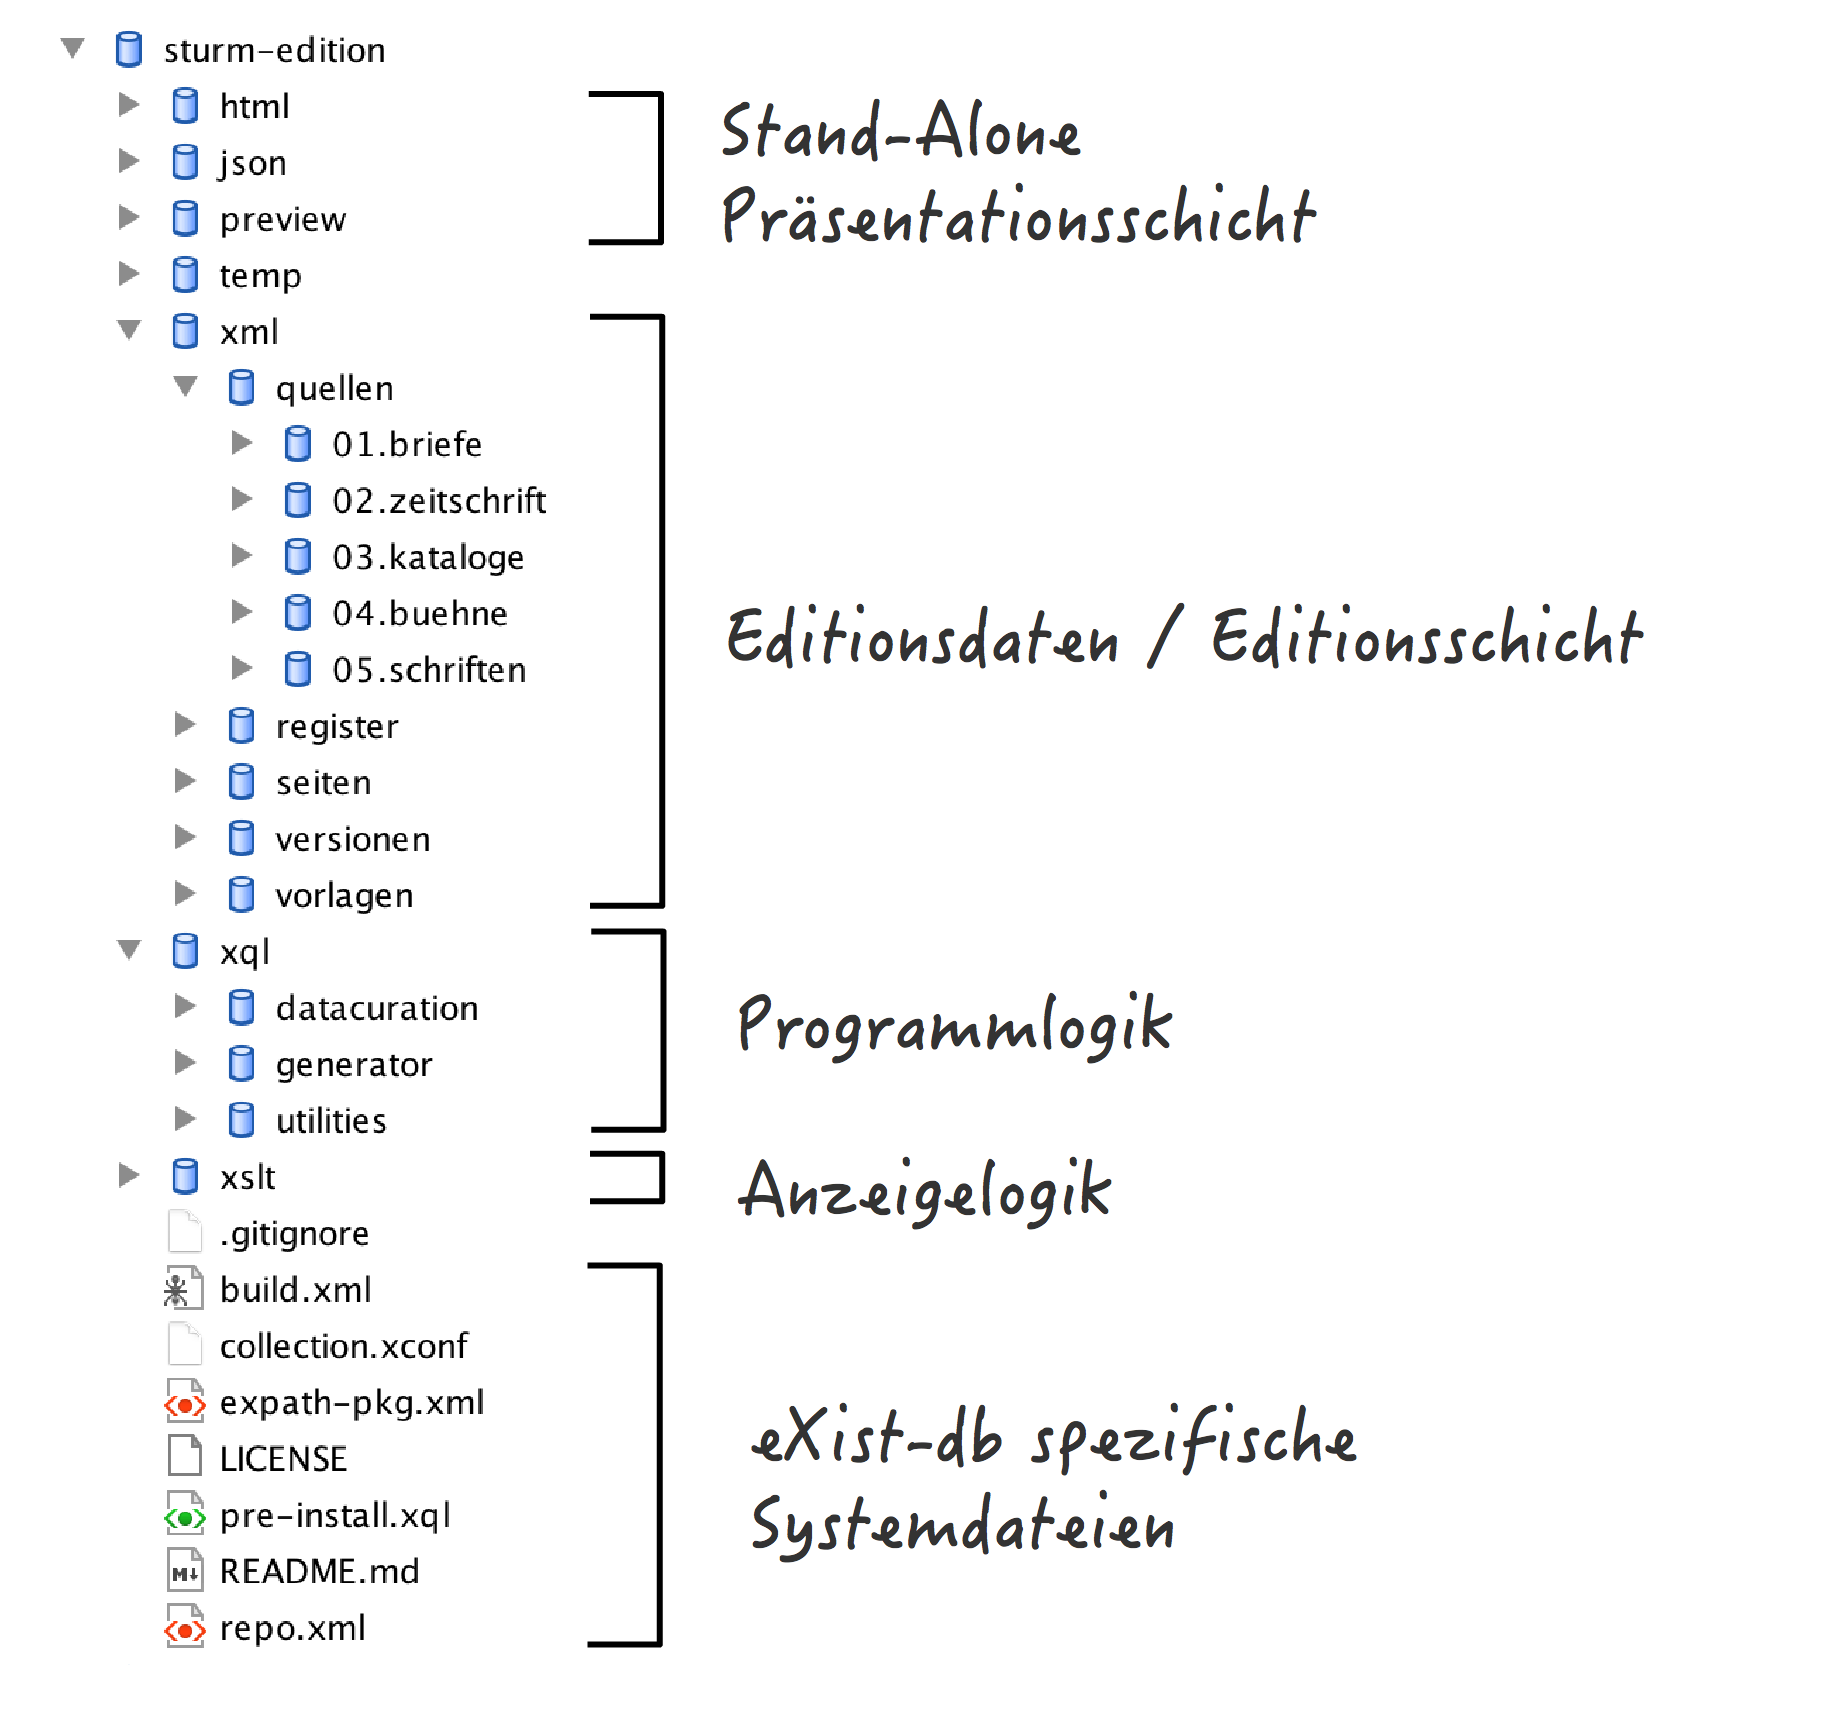 sturm-edition
html
json
preview
Stand-Alone
Präsentationsschicht
temp
xml
quellen
01.briefe
02.zeitschrift
03.kataloge
04.buehne
05.schriften
register
seiten
versionen
vorlagen
Editionsdaten / Editionsschicht
xql
datacuration
generator
utilities
Programmlogik
xslt
Anzeigelogik
.gitignore
build.xml
collection.xconf
expath-pkg.xml
LICENSE
pre-install.xql
M↓ README.md
repo.xml
eXist-db spezifische
Systemdateien